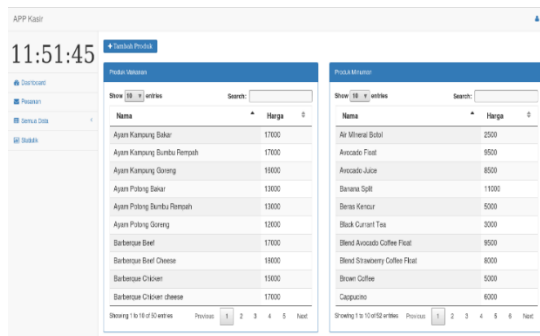 APP Kasir
11:51:45
Dashboard
Pesanan
Semua Data
Statistik
+ Tambah Produk
Produk Makanan
Show 10 entries Search:
Nama Harga
Ayam Kampung Bakar 17000
Ayam Kampung Bumbu Rempah 17000
Ayam Kampung Goreng 16000
Ayam Potong Bakar 13000
Ayam Potong Bumbu Rempah 13000
Ayam Potong Goreng 12000
Barberque Beef 17000
Barberque Beef Cheese 19000
Barberque Chicken 15000
Barberque Chicken cheese 17000
Showing 1 to 10 of 50 entries Previous 1 2 3 4 5 Next
Produk Minuman
Show 10 entries Search:
Nama Harga
Air Mineral Botol 2500
Avocado Float 9500
Avocado Juice 8500
Banana Split 11000
Beras Kencur 5000
Black Currant Tea 3000
Blend Avocado Coffee Float 9500
Blend Strawberry Coffee Float 8000
Brown Coffee 5000
Cappucino 6000
Showing 1 to 10 of 52 entries Previous 1 2 3 4 5 6 Next